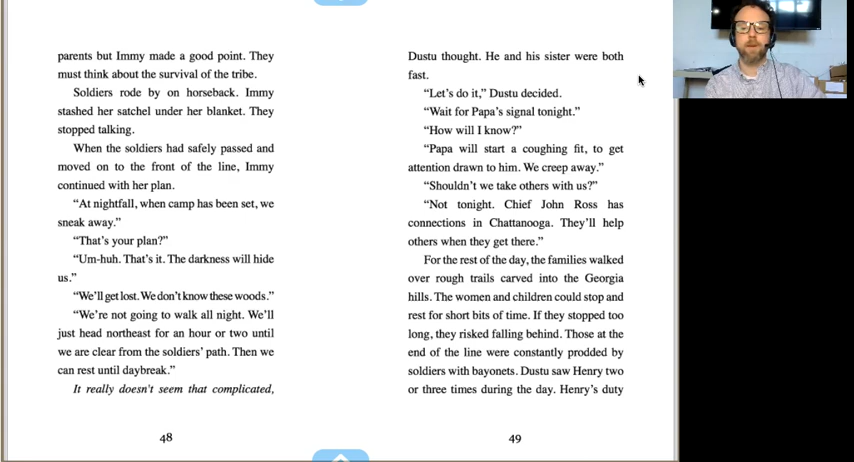 parents but Immy made a good point. They
must think about the survival of the tribe.
Soldiers rode by on horseback. Immy
stashed her satchel under her blanket. They
stopped talking.
When the soldiers had safely passed and
moved on to the front of the line, Immy
continued with her plan.
“At nightfall, when camp has been set, we
sneak away.”
“That's your plan?”
“Um-huh. That's it. The darkness will hide
us.”
“We'll get lost. We don't know these woods.”
“We're not going to walk all night. We'll
just head northeast for an hour or two until
we are clear from the soldiers' path. Then we
can rest until daybreak.”
It really doesn't seem that complicated,
48
Dustu thought. He and his sister were both
fast.
“Let's do it,” Dustu decided.
“Wait for Papa's signal tonight.”
“How will I know?”
“Papa will start a coughing fit, to get
attention drawn to him. We creep away.”
“Shouldn't we take others with us?”
“Not tonight. Chief John Ross has
connections in Chattanooga. They'll help
others when they get there.”
For the rest of the day, the families walked
over rough trails carved into the Georgia
hills. The women and children could stop and
rest for short bits of time. If they stopped too
long, they risked falling behind. Those at the
end of the line were constantly prodded by
soldiers with bayonets. Dustu saw Henry two
or three times during the day. Henry's duty
49